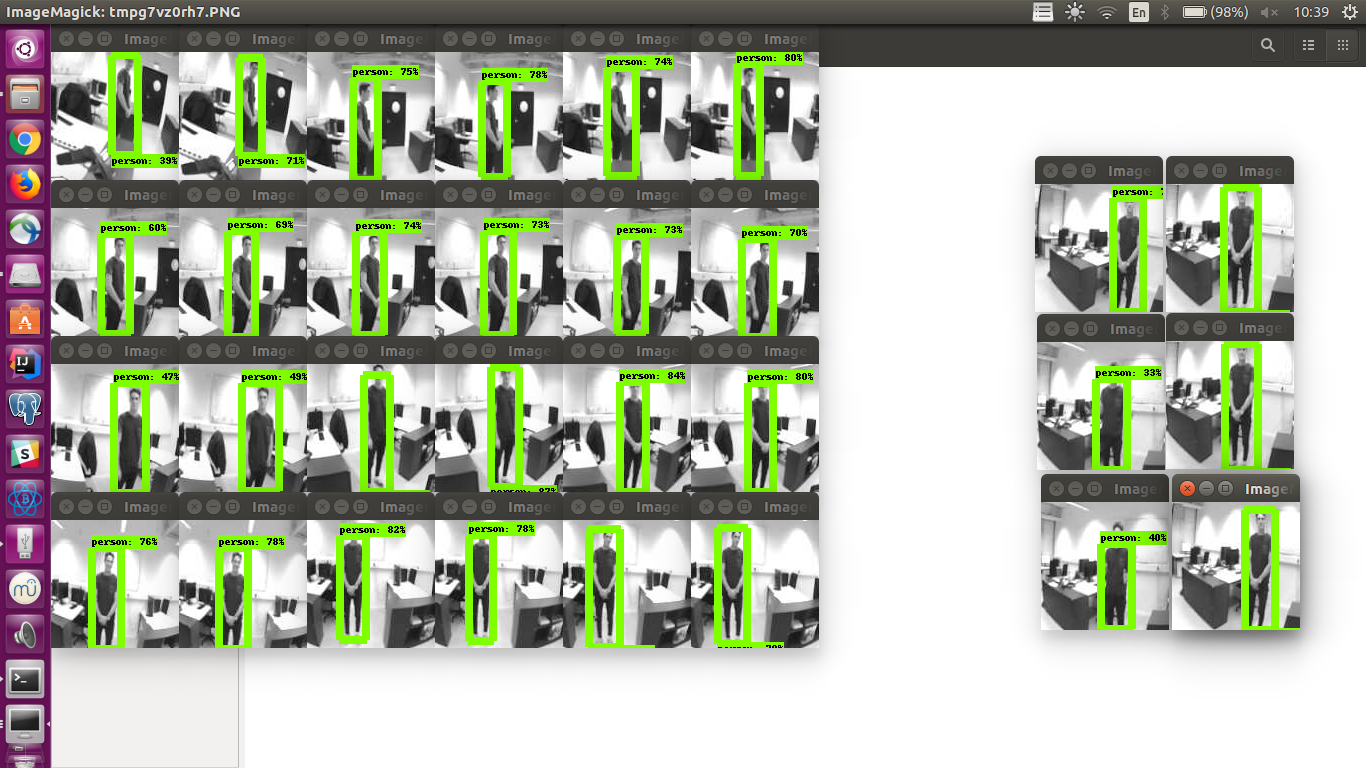 ImageMagick: tmpg7vz0rh7.PNG
En
(98%)
10:39
Image Image Image Image Image Image
person: 39%
person: 71%
person: 75%
person: 78%
person: 74%
person: 80%
Image Image Image Image Image Image
person: 60%
person: 69%
person: 74%
person: 73%
person: 73%
person: 70%
Image Image Image Image Image Image
person: 47%
person: 49%
person: 87%
person: 84%
person: 80%
Image Image Image Image Image Image
person: 76%
person: 78%
person: 82%
person: 78%
Image Image
person:
Image Image
person: 33%
Image Image
person: 40%